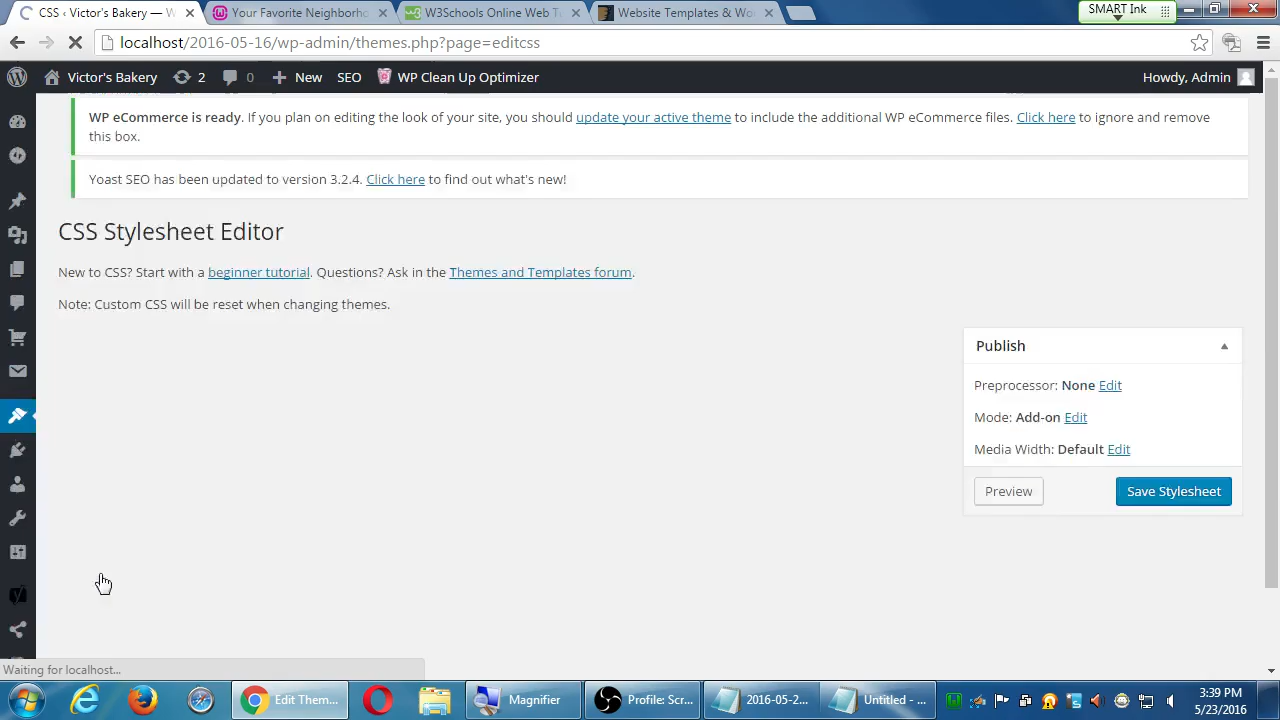 CSS ‹ Victor's Bakery — W
Your Favorite Neighborho
W3Schools Online Web T
Website Templates & Wo
SMART Ink
localhost/2016-05-16/wp-admin/themes.php?page=editcss
Victor's Bakery 2 0 New SEO WP Clean Up Optimizer Howdy, Admin
WP eCommerce is ready. If you plan on editing the look of your site, you should update your active theme to include the additional WP eCommerce files. Click here to ignore and remove
this box.
Yoast SEO has been updated to version 3.2.4. Click here to find out what's new!
CSS Stylesheet Editor
New to CSS? Start with a beginner tutorial. Questions? Ask in the Themes and Templates forum.
Note: Custom CSS will be reset when changing themes.
Publish
Preprocessor: None Edit
Mode: Add-on Edit
Media Width: Default Edit
Preview Save Stylesheet
Waiting for localhost...
Edit Them... Magnifier Profile: Scr... 2016-05-2... Untitled - ...
3:39 PM
5/23/2016